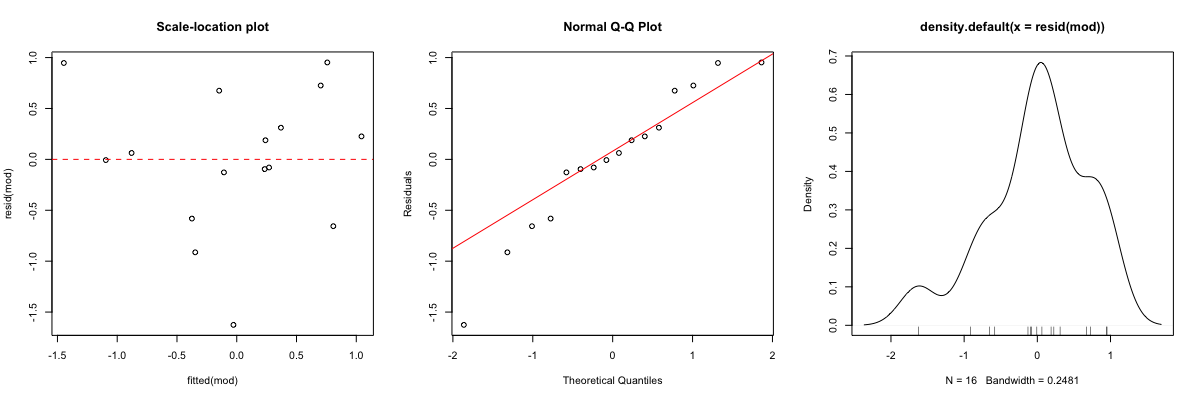 Scale-location plot
resid(mod)
1.0
0.5
0.0
-0.5
-1.0
-1.5
-1.5 -1.0 -0.5 0.0 0.5 1.0
fitted(mod)
Normal Q-Q Plot
Residuals
1.0
0.5
0.0
-0.5
-1.0
-1.5
-2 -1 0 1 2
Theoretical Quantiles
density.default(x = resid(mod))
Density
0.7
0.6
0.5
0.4
0.3
0.2
0.1
0.0
-2 -1 0 1
N = 16 Bandwidth = 0.2481